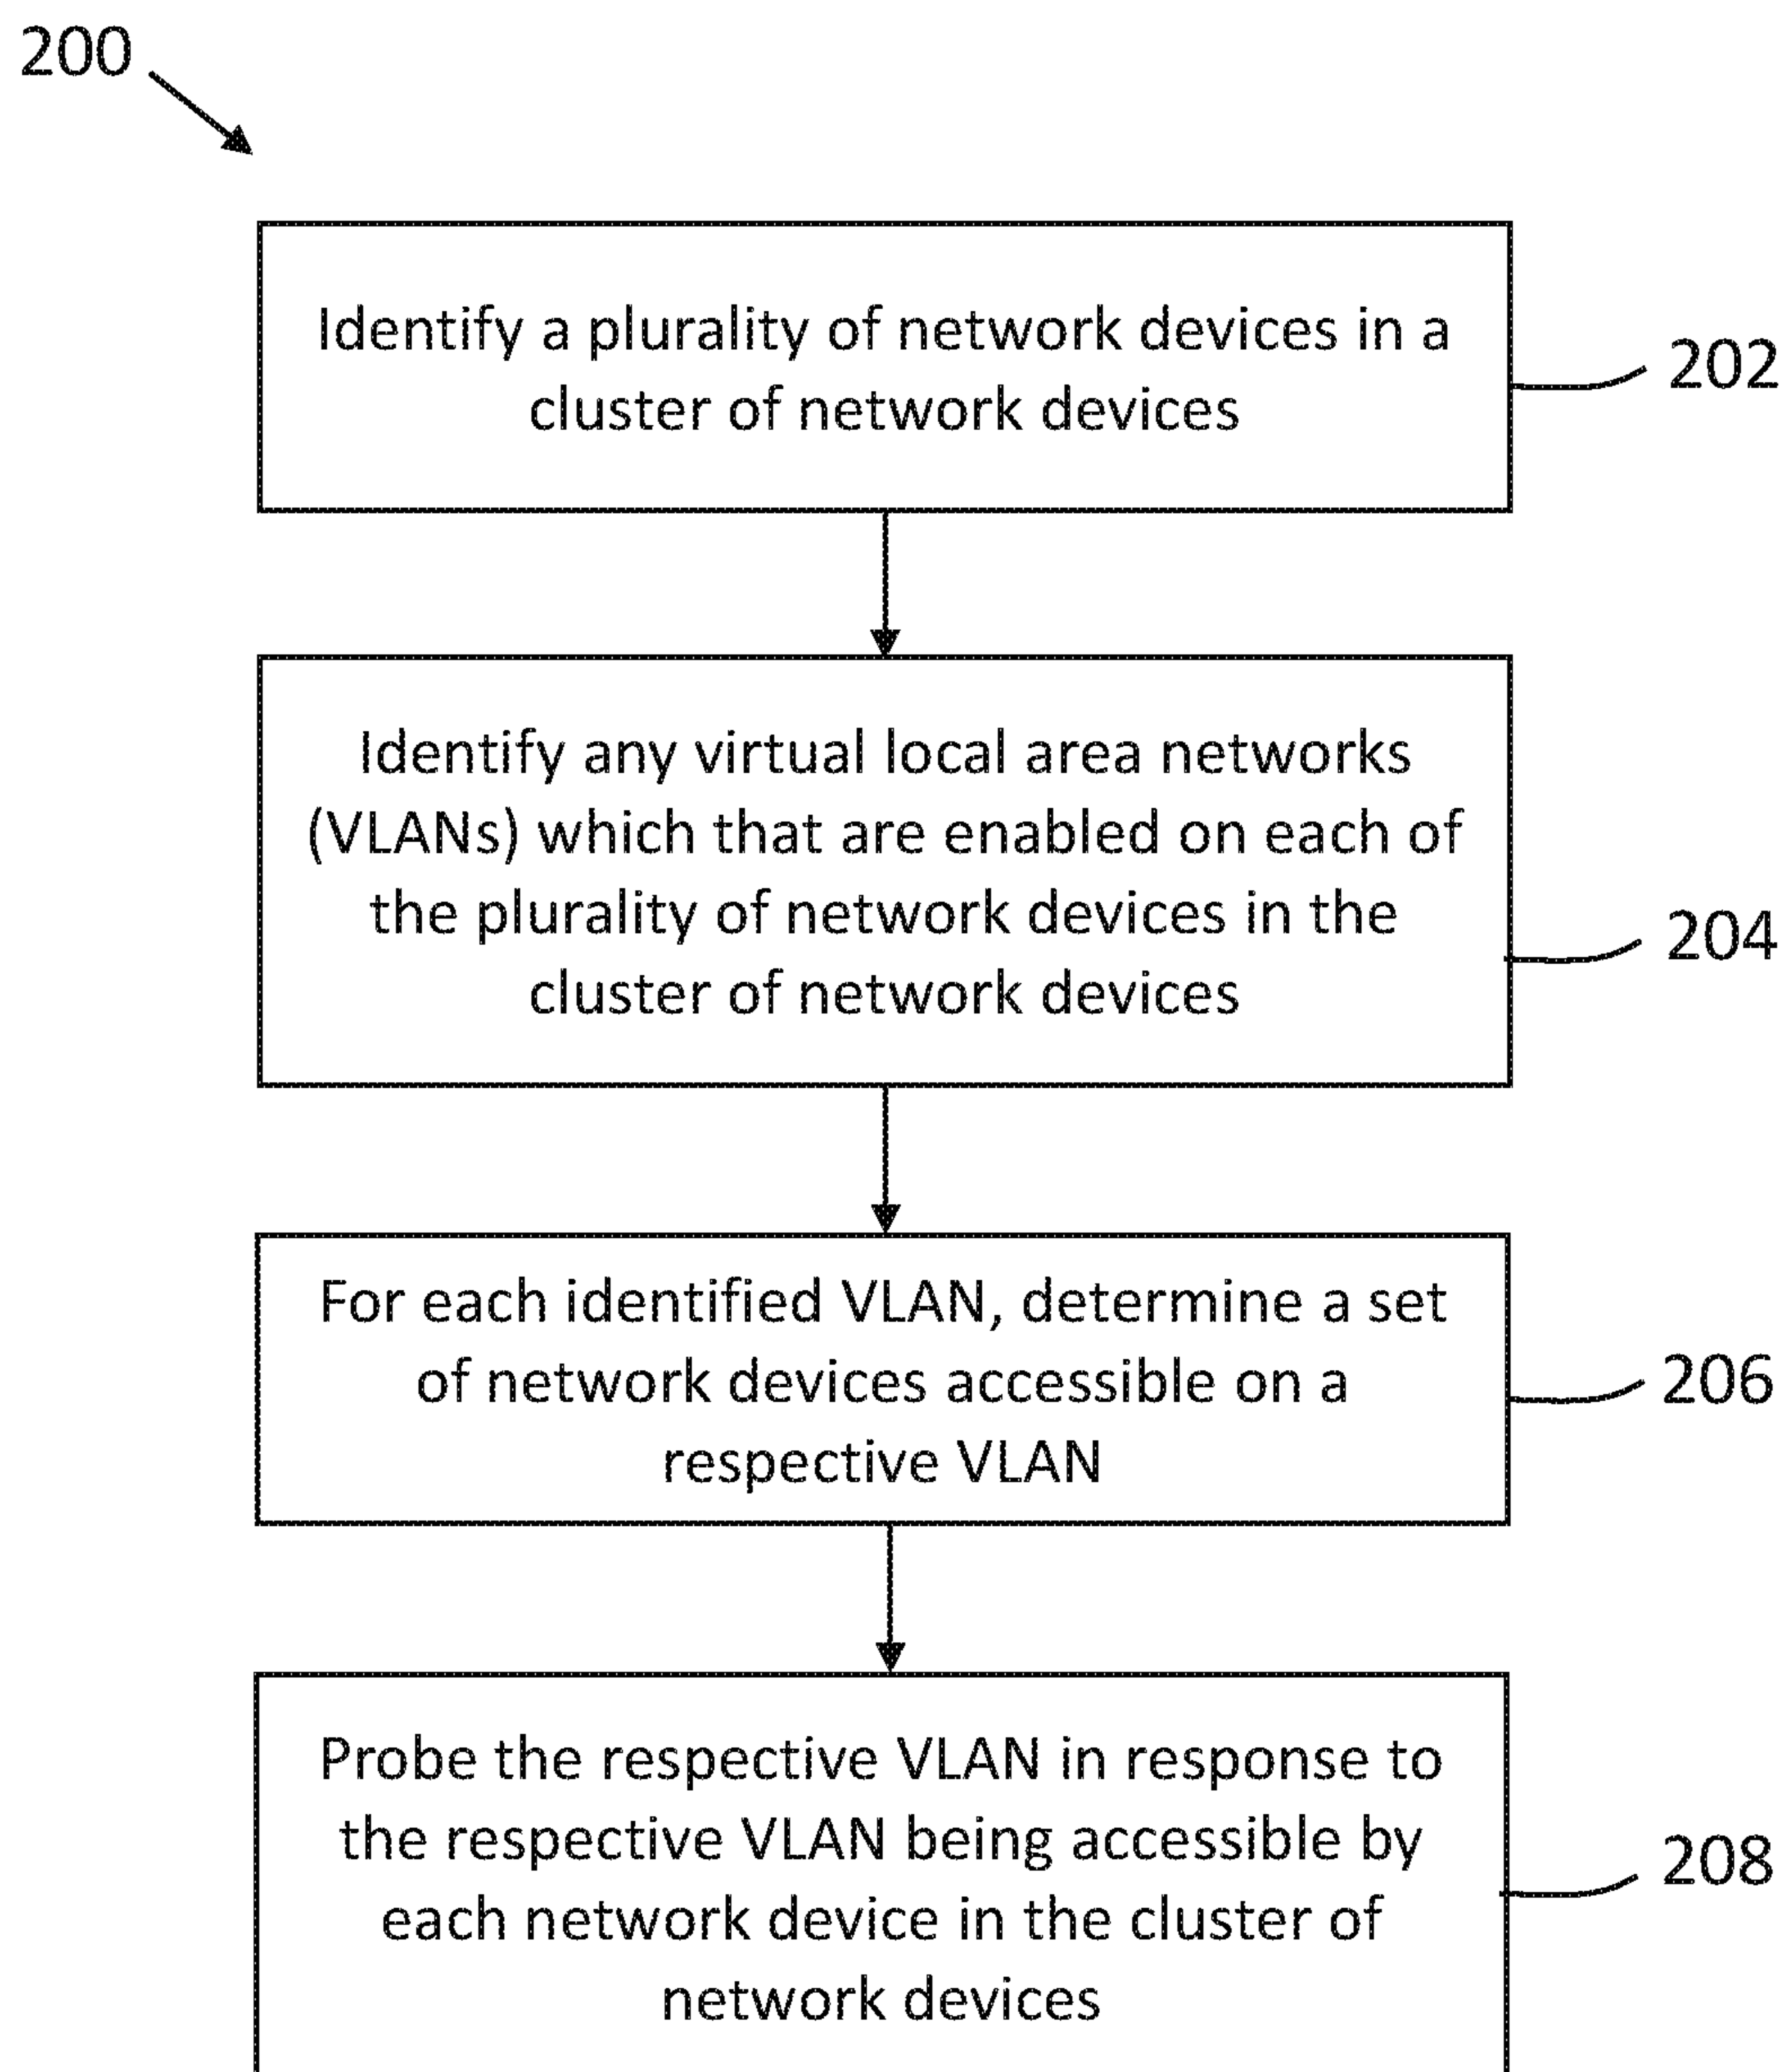 200
Identify a plurality of network devices in a
cluster of network devices
202
Identify any virtual local area networks
(VLANs) which that are enabled on each of
the plurality of network devices in the
cluster of network devices
204
For each identified VLAN, determine a set
of network devices accessible on a
respective VLAN
206
Probe the respective VLAN in response to
the respective VLAN being accessible by
each network device in the cluster of
network devices
208